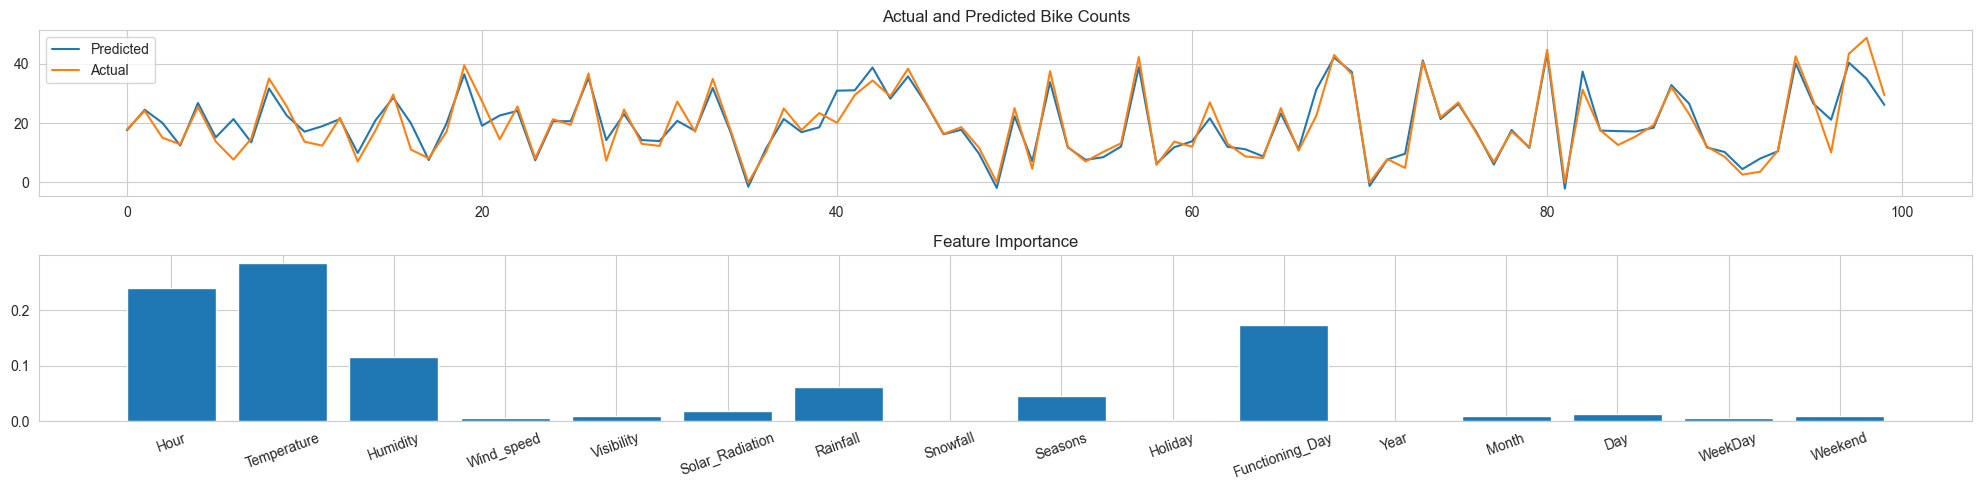 Actual and Predicted Bike Counts
Predicted
Actual
40
20
0
0 20 40 60 80 100
Feature Importance
0.2
0.1
0.0
Hour Temperature Humidity Wind_speed Visibility Solar_Radiation Rainfall Snowfall Seasons Holiday Functioning_Day Year Month Day WeekDay Weekend